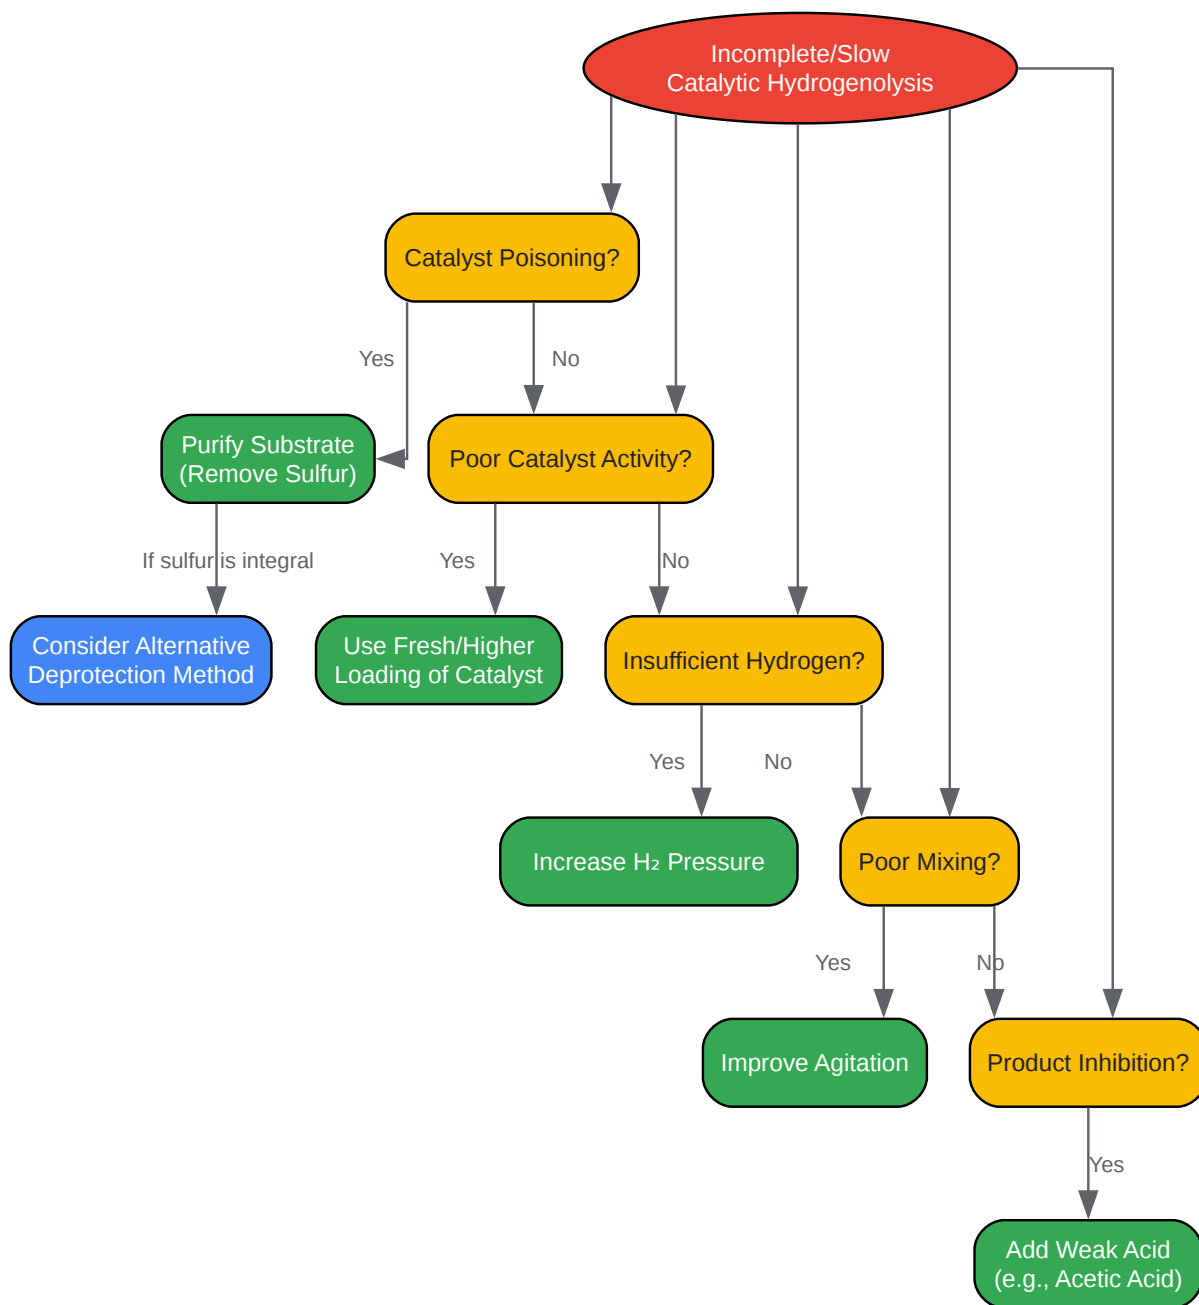 Incomplete/Slow
Catalytic Hydrogenolysis
Catalyst Poisoning?
Yes
No
Purify Substrate
(Remove Sulfur)
Poor Catalyst Activity?
If sulfur is integral
Yes
No
Consider Alternative
Deprotection Method
Use Fresh/Higher
Loading of Catalyst
Insufficient Hydrogen?
Yes
No
Increase H₂ Pressure
Poor Mixing?
Yes
No
Improve Agitation
Product Inhibition?
Yes
Add Weak Acid
(e.g., Acetic Acid)